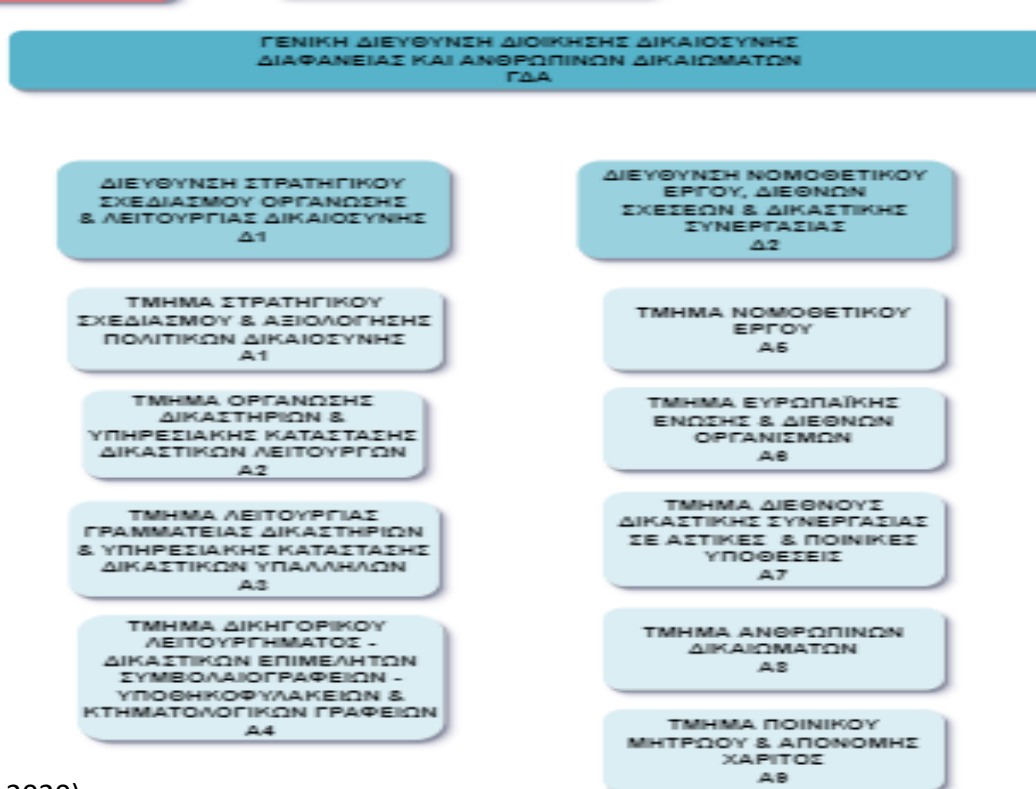 ΓΕΝΙΚΗ ΔΙΕΥΘΥΝΣΗ ΔΙΟΙΚΗΣΗΣ ΔΙΚΑΙΟΣΥΝΗΣ
ΔΙΑΦΑΝΕΙΑΣ ΚΑΙ ΑΝΘΡΩΠΙΝΩΝ ΔΙΚΑΙΩΜΑΤΩΝ
ΓΔΑ
ΔΙΕΥΘΥΝΣΗ ΣΤΡΑΤΗΓΙΚΟΥ
ΣΧΕΔΙΑΣΜΟΥ ΟΡΓΑΝΩΣΗΣ
& ΛΕΙΤΟΥΡΓΙΑΣ ΔΙΚΑΙΟΣΥΝΗΣ
Δ1
ΤΜΗΜΑ ΣΤΡΑΤΗΓΙΚΟΥ
ΣΧΕΔΙΑΣΜΟΥ & ΑΞΙΟΛΟΓΗΣΗΣ
ΠΟΛΙΤΙΚΩΝ ΔΙΚΑΙΟΣΥΝΗΣ
Α1
ΤΜΗΜΑ ΟΡΓΑΝΩΣΗΣ
ΔΙΚΑΣΤΗΡΙΩΝ &
ΥΠΗΡΕΣΙΑΚΗΣ ΚΑΤΑΣΤΑΣΗΣ
ΔΙΚΑΣΤΙΚΩΝ ΛΕΙΤΟΥΡΓΩΝ
Α2
ΤΜΗΜΑ ΛΕΙΤΟΥΡΓΙΑΣ
ΓΡΑΜΜΑΤΕΙΑΣ ΔΙΚΑΣΤΗΡΙΩΝ
& ΥΠΗΡΕΣΙΑΚΗΣ ΚΑΤΑΣΤΑΣΗΣ
ΔΙΚΑΣΤΙΚΩΝ ΥΠΑΛΛΗΛΩΝ
Α3
ΤΜΗΜΑ ΔΙΚΗΓΟΡΙΚΟΥ
ΛΕΙΤΟΥΡΓΗΜΑΤΟΣ -
ΔΙΚΑΣΤΙΚΩΝ ΕΠΙΜΕΛΗΤΩΝ
ΣΥΜΒΟΛΑΙΟΓΡΑΦΕΙΩΝ -
ΥΠΟΘΗΚΟΦΥΛΑΚΕΙΩΝ &
ΚΤΗΜΑΤΟΛΟΓΙΚΩΝ ΓΡΑΦΕΙΩΝ
Α4
ΔΙΕΥΘΥΝΣΗ ΝΟΜΟΘΕΤΙΚΟΥ
ΕΡΓΟΥ, ΔΙΕΘΝΩΝ
ΣΧΕΣΕΩΝ & ΔΙΚΑΣΤΙΚΗΣ
ΣΥΝΕΡΓΑΣΙΑΣ
Δ2
ΤΜΗΜΑ ΝΟΜΟΘΕΤΙΚΟΥ
ΕΡΓΟΥ
Α5
ΤΜΗΜΑ ΕΥΡΩΠΑΪΚΗΣ
ΕΝΩΣΗΣ & ΔΙΕΘΝΩΝ
ΟΡΓΑΝΙΣΜΩΝ
Α6
ΤΜΗΜΑ ΔΙΕΘΝΟΥΣ
ΔΙΚΑΣΤΙΚΗΣ ΣΥΝΕΡΓΑΣΙΑΣ
ΣΕ ΑΣΤΙΚΕΣ & ΠΟΙΝΙΚΕΣ
ΥΠΟΘΕΣΕΙΣ
Α7
ΤΜΗΜΑ ΑΝΘΡΩΠΙΝΩΝ
ΔΙΚΑΙΩΜΑΤΩΝ
Α8
ΤΜΗΜΑ ΠΟΙΝΙΚΟΥ
ΜΗΤΡΩΟΥ & ΑΠΟΝΟΜΗΣ
ΧΑΡΙΤΟΣ
Α9